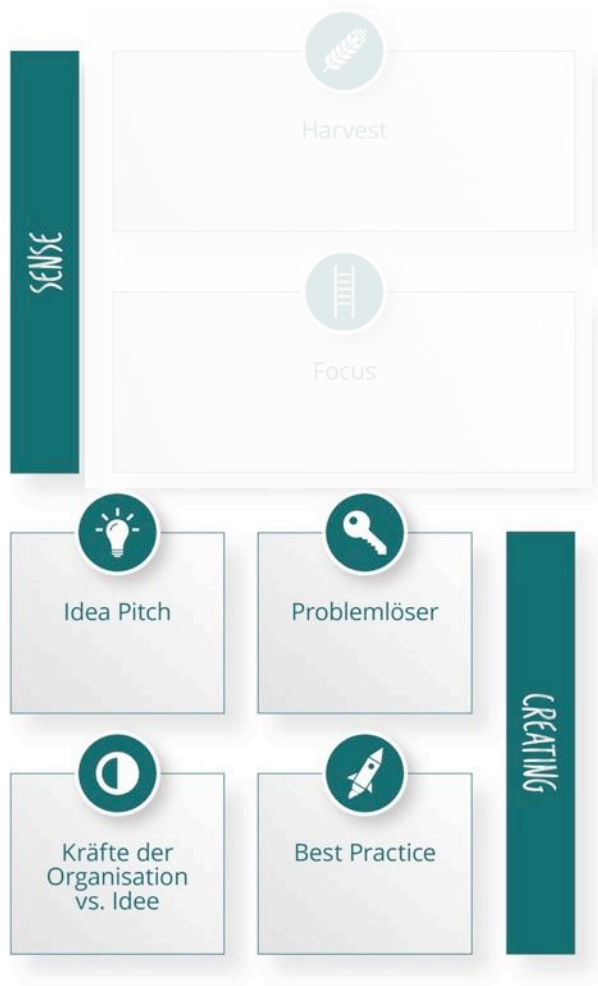 SENSE
Harvest
Focus
Idea Pitch
Problemlöser
CREATING
Kräfte der
Organisation
vs. Idee
Best Practice